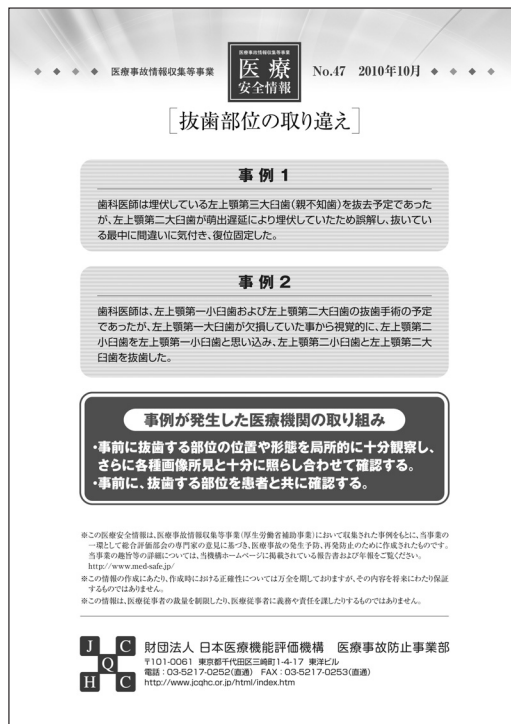 医療事故情報収集等事業
医療事故情報収集等事業
医療
安全情報
No.47 2010年10月
[抜歯部位の取り違え]
事例1
歯科医師は埋伏している左上顎第三大臼歯(親不知歯)を抜去予定であった
が、左上顎第二大臼歯が萌出遅延により埋伏していたため誤解し、抜いてい
る最中に間違いに気付き、復位固定した。
事例2
歯科医師は、左上顎第一小臼歯および左上顎第二大臼歯の抜歯手術の予定
であったが、左上顎第一大臼歯が欠損していた事から視覚的に、左上顎第二
小臼歯を左上顎第一小臼歯と思い込み、左上顎第二小臼歯と左上顎第二大
臼歯を抜歯した。
事例が発生した医療機関の取り組み
・事前に抜歯する部位の位置や形態を局所的に十分観察し、
さらに各種画像所見と十分に照らし合わせて確認する。
・事前に、抜歯する部位を患者と共に確認する。
※この医療安全情報は、医療事故情報収集等事業(厚生労働省補助事業)において収集された事例をもとに、当事業の
一環として総合評価部会の専門家の意見に基づき、医療事故の発生予防、再発防止のために作成されたものです。
当事業の趣旨等の詳細については、当機構ホームページに掲載されている報告書および年報をご覧ください。
http://www.med-safe.jp/
※この情報の作成にあたり、作成時における正確性については万全を期しておりますが、その内容を将来にわたり保証
するものではありません。
※この情報は、医療従事者の裁量を制限したり、医療従事者に義務や責任を課したりするものではありません。
J C
Q
H C
財団法人 日本医療機能評価機構 医療事故防止事業部
〒101-0061 東京都千代田区三崎町1-4-17 東洋ビル
電話:03-5217-0252(直通) FAX:03-5217-0253(直通)
http://www.jcqhc.or.jp/html/index.htm